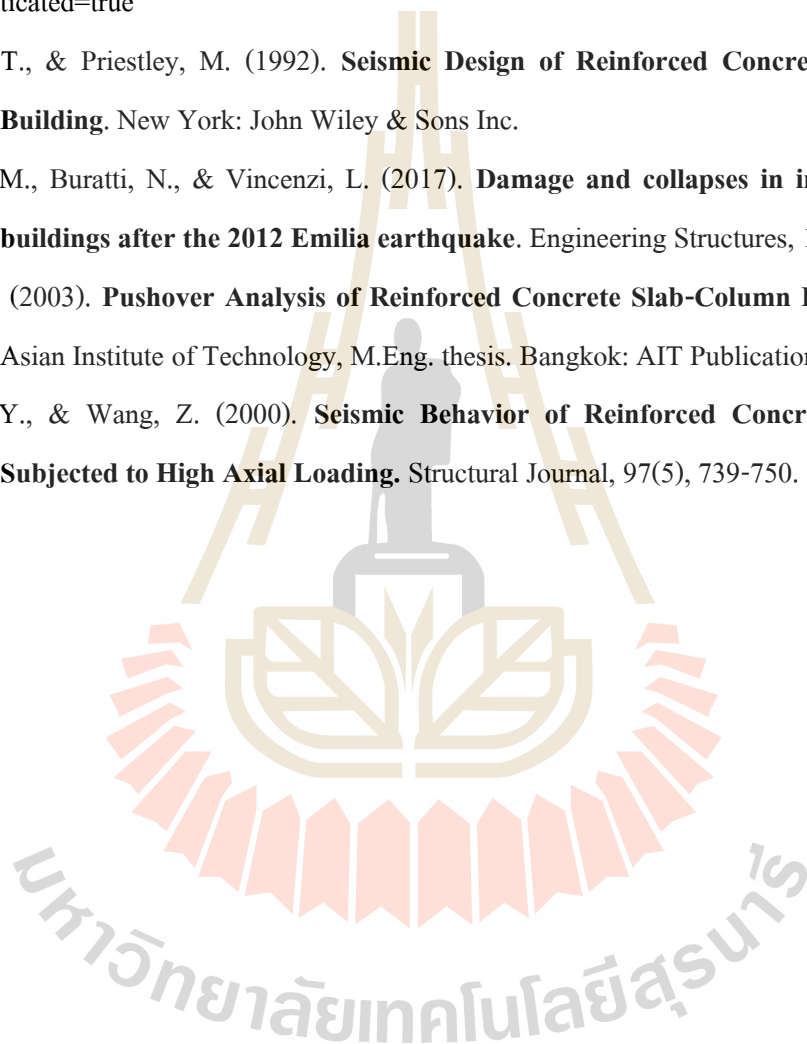 ticated=true
T., & Priestley, M. (1992). Seismic Design of Reinforced Concre
Building. New York: John Wiley & Sons Inc.
M., Buratti, N., & Vincenzi, L. (2017). Damage and collapses in i
buildings after the 2012 Emilia earthquake. Engineering Structures,
(2003). Pushover Analysis of Reinforced Concrete Slab-Column
Asian Institute of Technology, M.Eng. thesis. Bangkok: AIT Publication
Y., & Wang, Z. (2000). Seismic Behavior of Reinforced Concr
Subjected to High Axial Loading. Structural Journal, 97(5), 739-750.
มหาวิทยาลัยเทคโนโลยีสุรนารี